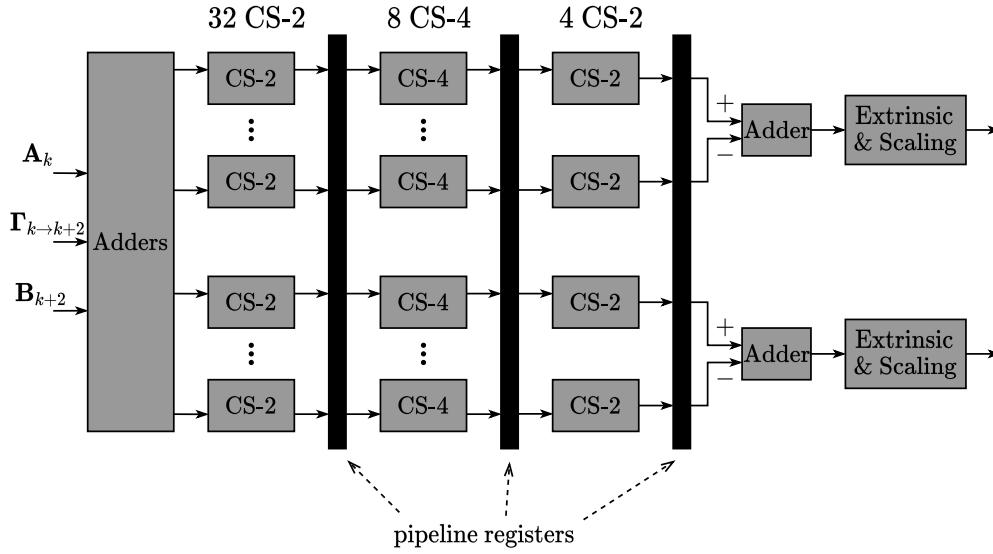 32 CS-2
8 CS-4
4 CS-2
CS-2
CS-4
CS-2
+
−
Adder
Extrinsic
& Scaling
CS-2
CS-4
CS-2
A_k
Γ_{k→k+2}
B_{k+2}
Adders
CS-2
CS-4
CS-2
+
−
Adder
Extrinsic
& Scaling
CS-2
CS-4
CS-2
pipeline registers